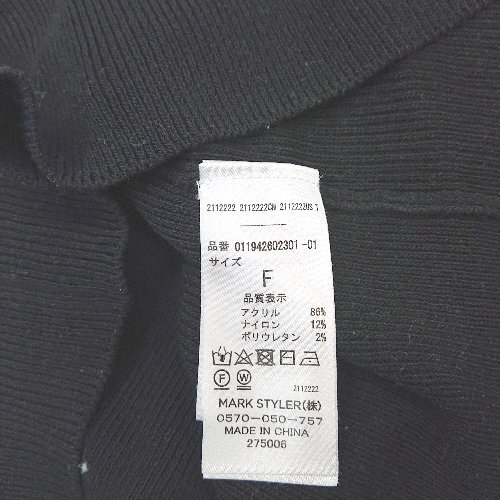 2112222 2112222CN 2112222US 1
品番 011942602301-01
サイズ
F
品質表示
アクリル 86%
ナイロン 12%
ポリウレタン 2%
F W
2112222
MARK STYLER(株)
0570-050-757
MADE IN CHINA
275006